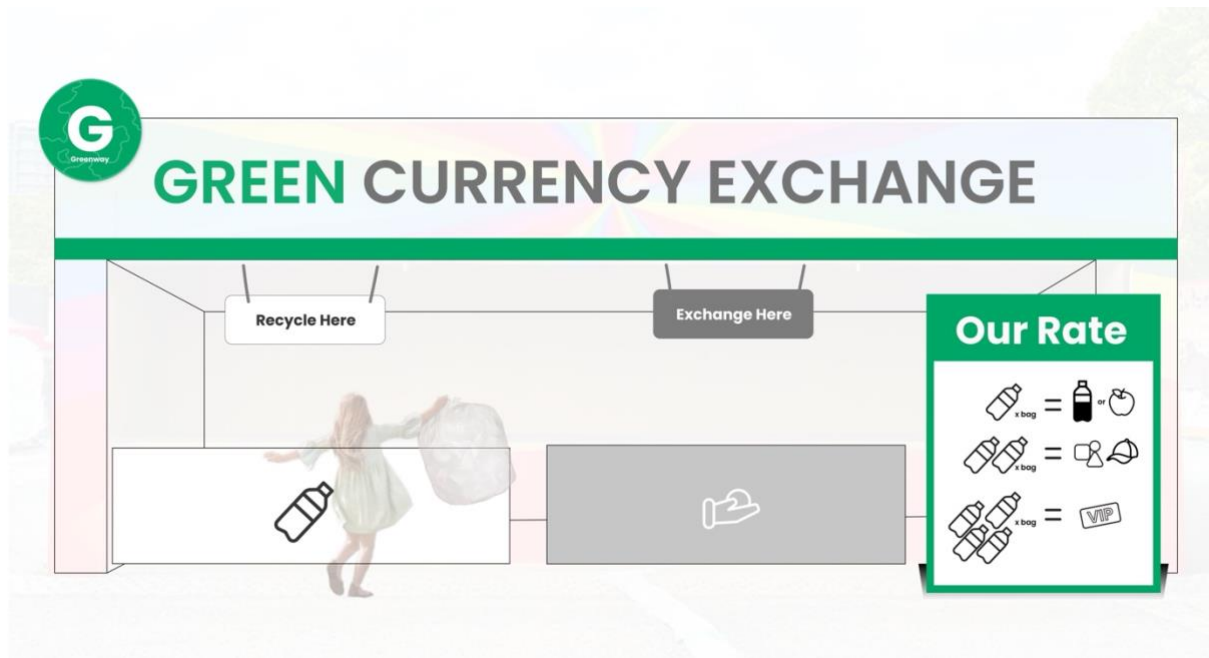 G
Greenway
GREEN CURRENCY EXCHANGE
Recycle Here
Exchange Here
Our Rate
x bag = or
x bag =
x bag = VIP